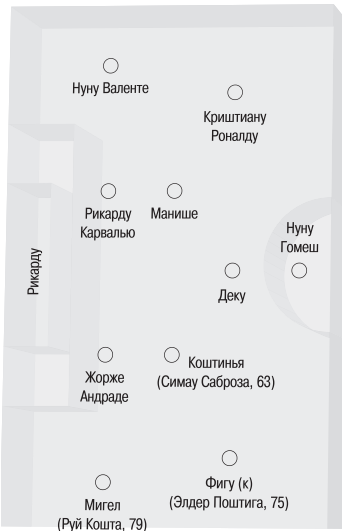 Нуну Валенте
Криштиану
Роналду
Рикарду
Карвалью
Манише
Нуну
Гомеш
Рикарду
Деку
Жорже
Андраде
Коштинья
(Симау Саброза, 63)
Фигу (к)
(Элдер Поштига, 75)
Мигел
(Руй Кошта, 79)